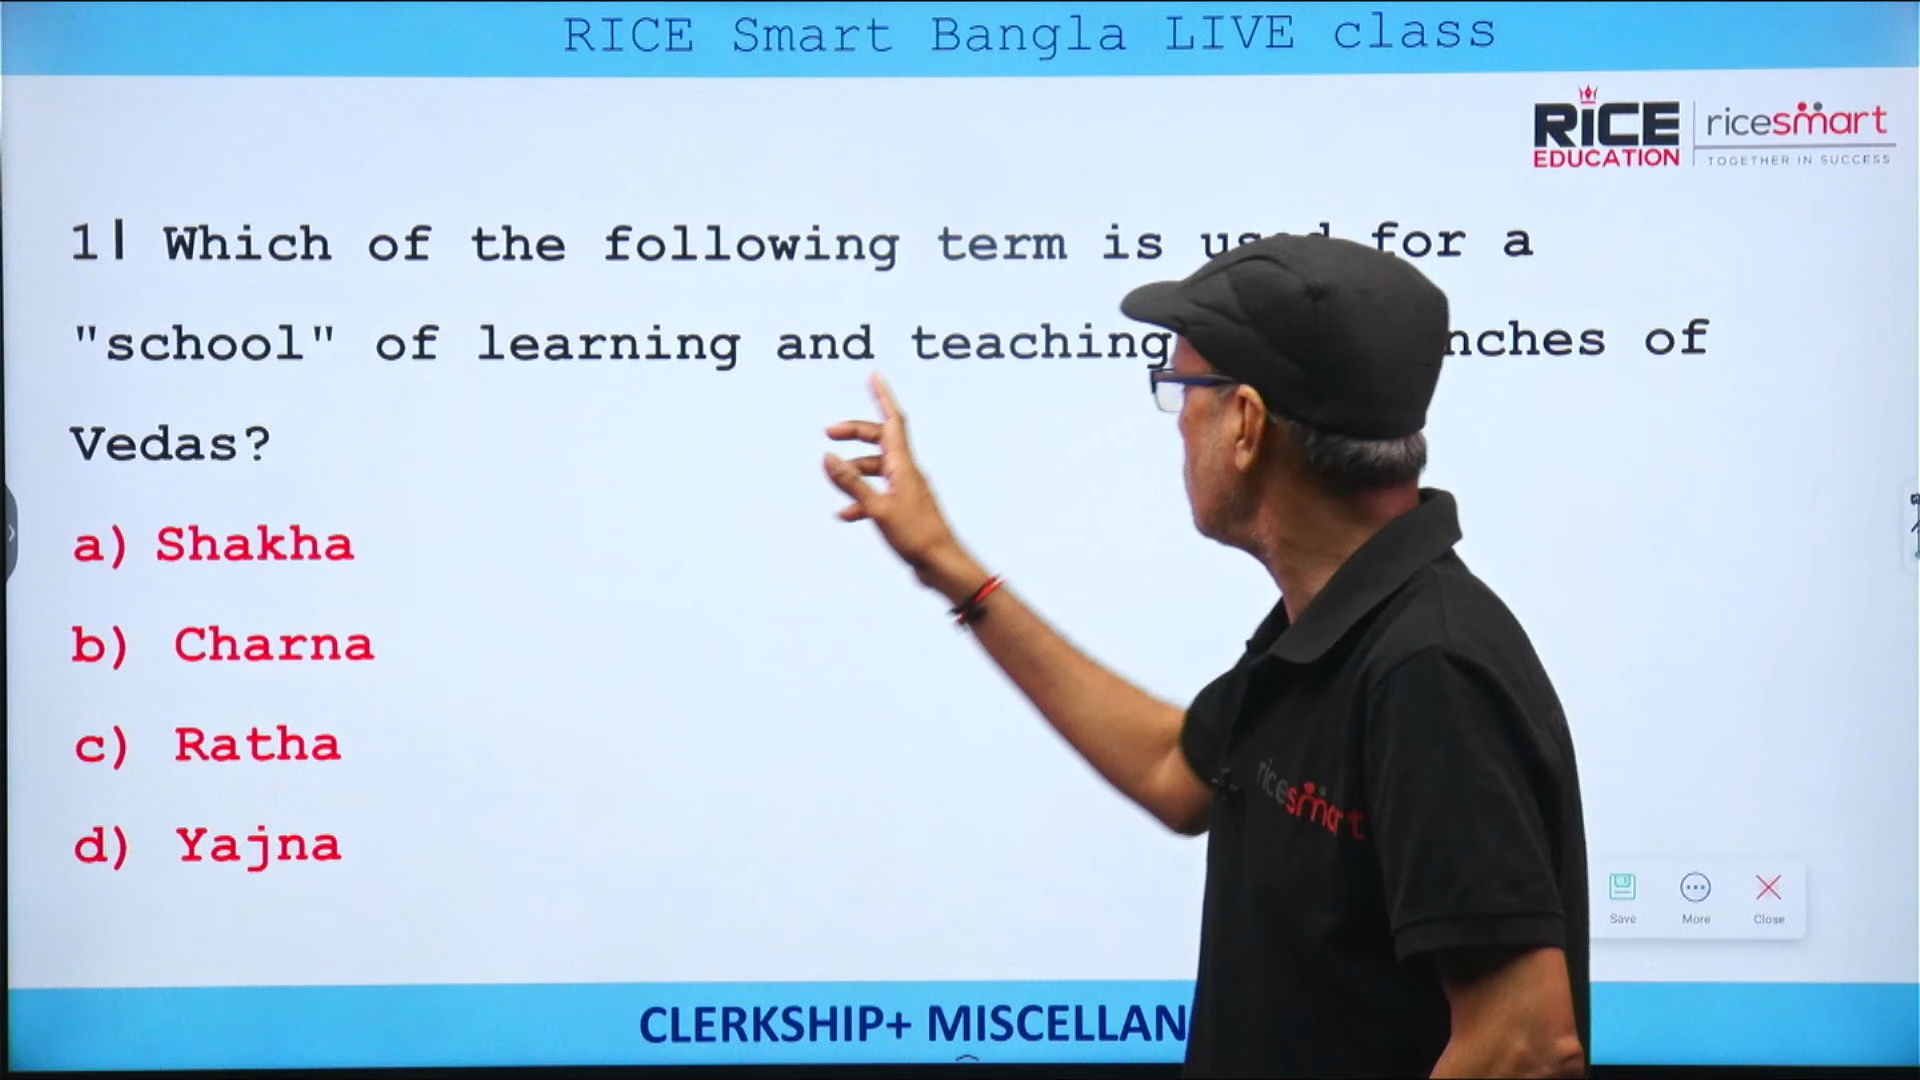 RICE Smart Bangla LIVE class
RiCE
EDUCATION
ricesmart
TOGETHER IN SUCCESS
1। Which of the following term is used for a
"school" of learning and teaching nches of
Vedas?
a) Shakha
b) Charna
c) Ratha
d) Yajna
ricesmart
Save
More
Close
CLERKSHIP+ MISCELLAN